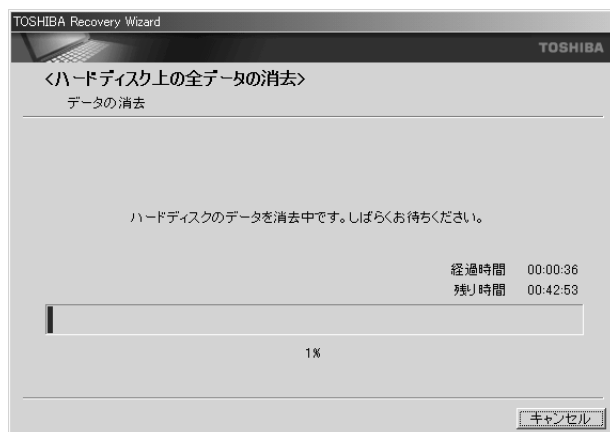 TOSHIBA Recovery Wizard
TOSHIBA
<ハードディスク上の全データの消去>
データの消去
ハードディスクのデータを消去中です。しばらくお待ちください。
経過時間 00:00:36
残り時間 00:42:53
1%
キャンセル